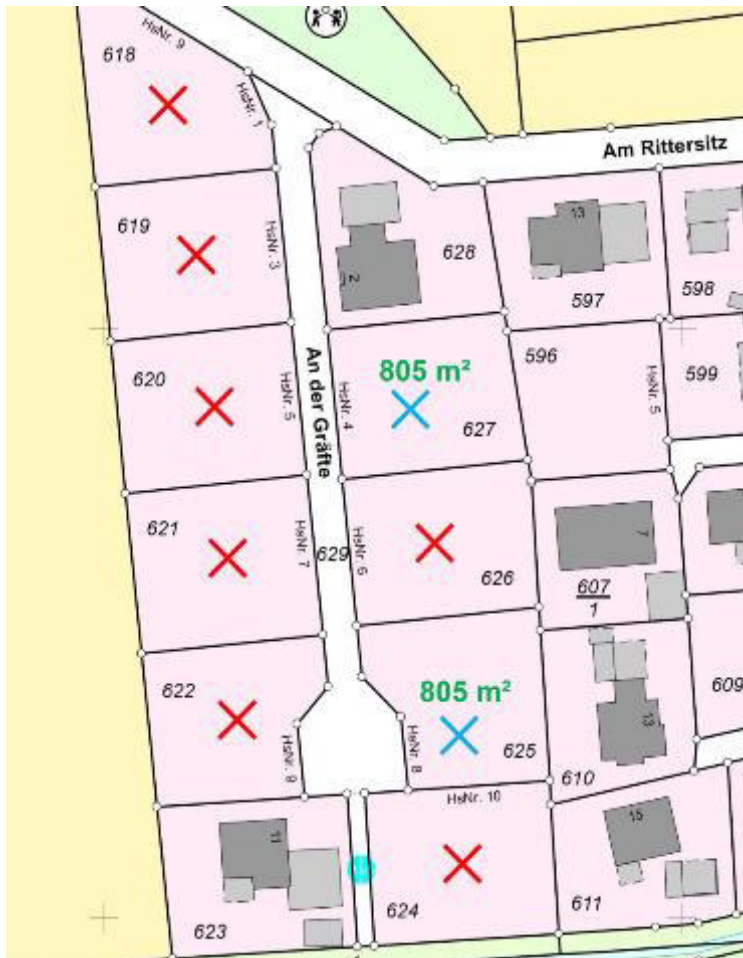 HsNr. 9
618
HsNr. 1
Am Rittersitz
619
HsNr. 3
2
628
13
597
598
620
HsNr. 5
An der Gräfte
HsNr. 4
805 m²
627
596
HsNr. 5
599
621
HsNr. 7
629
HsNr. 6
626
7
607
1
622
HsNr. 9
805 m²
HsNr. 8
625
13
610
609
HsNr. 10
11
623
624
15
611